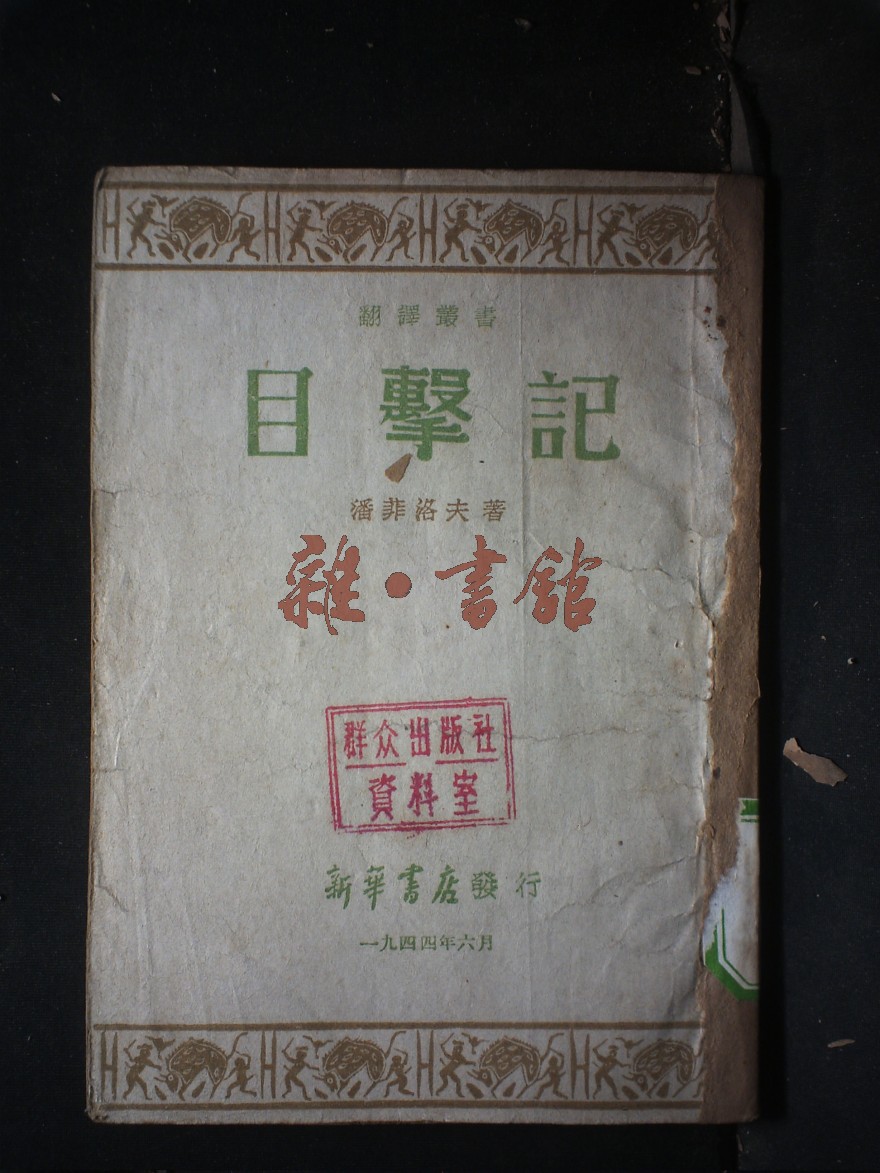 翻譯叢書
目擊記
潘菲洛夫著
雜·書館
群众出版社
資料室
新華書店發行
一九四四年六月